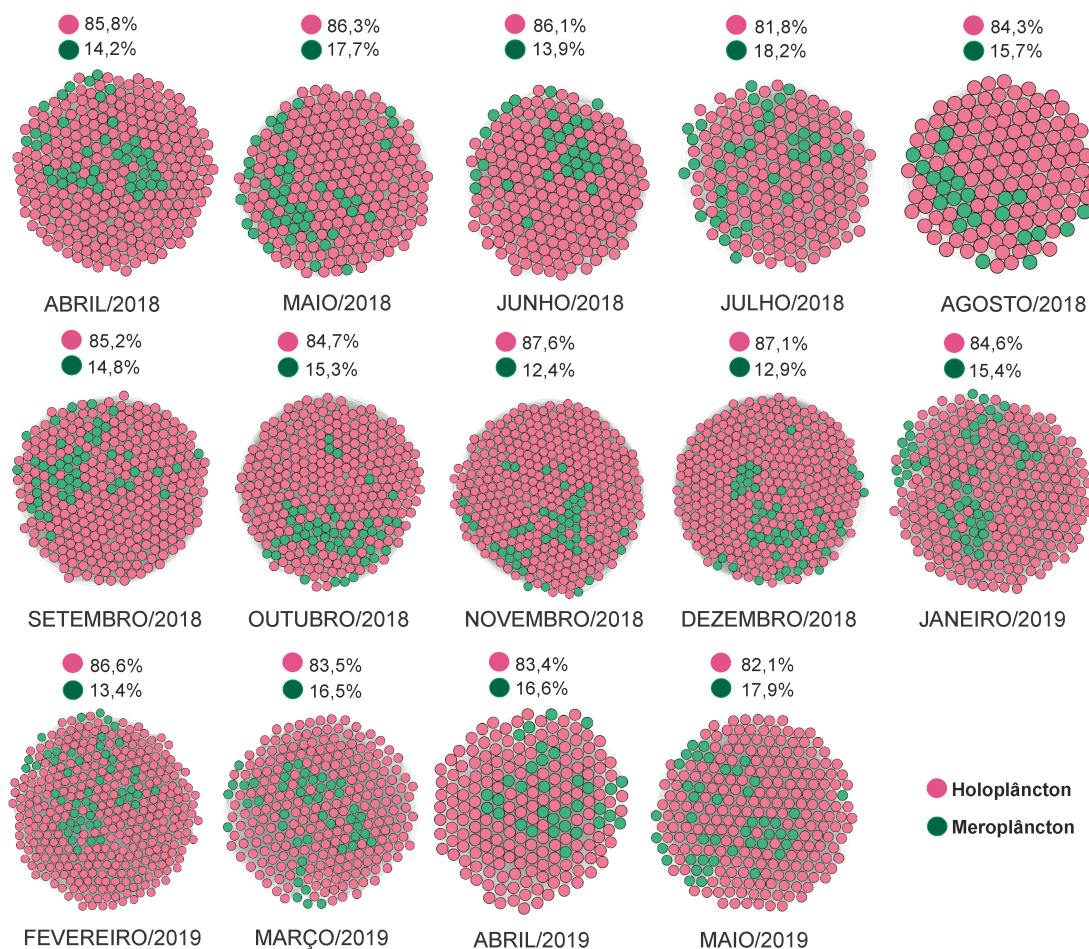 85,8%
14,2%
86,3%
17,7%
86,1%
13,9%
81,8%
18,2%
84,3%
15,7%
ABRIL/2018
MAIO/2018
JUNHO/2018
JULHO/2018
AGOSTO/2018
85,2%
14,8%
84,7%
15,3%
87,6%
12,4%
87,1%
12,9%
84,6%
15,4%
SETEMBRO/2018
OUTUBRO/2018
NOVEMBRO/2018
DEZEMBRO/2018
JANEIRO/2019
86,6%
13,4%
83,5%
16,5%
83,4%
16,6%
82,1%
17,9%
Holoplâncton
Meroplâncton
FEVEREIRO/2019
MARÇO/2019
ABRIL/2019
MAIO/2019